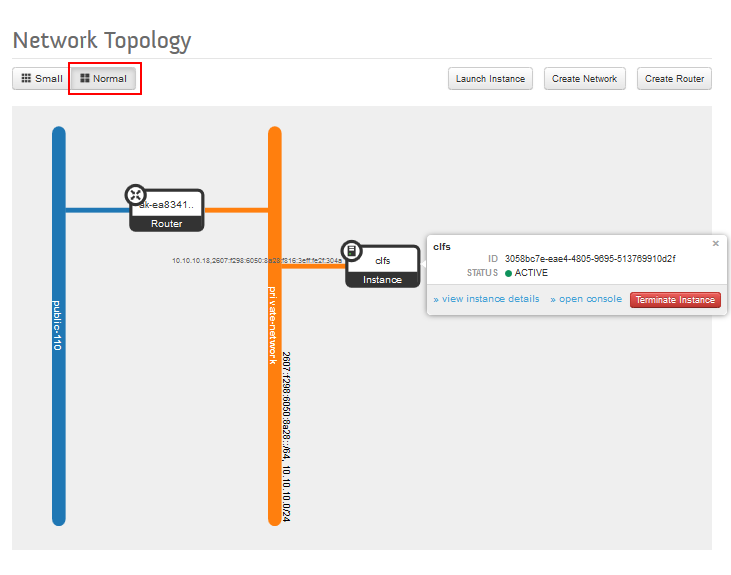 Network Topology
Small
Normal
Launch Instance
Create Network
Create Router
ak-ea8341..
Router
10.10.10.18,2607:f298:6050:8a28:f816:3eff:fe2f:304a
clfs
Instance
clfs
ID 3058bc7e-eae4-4805-9695-513769910d2f
STATUS ACTIVE
» view instance details
» open console
Terminate Instance
public-110
private-network
2607:f298:6050:8a28::/64, 10.10.10.0/24